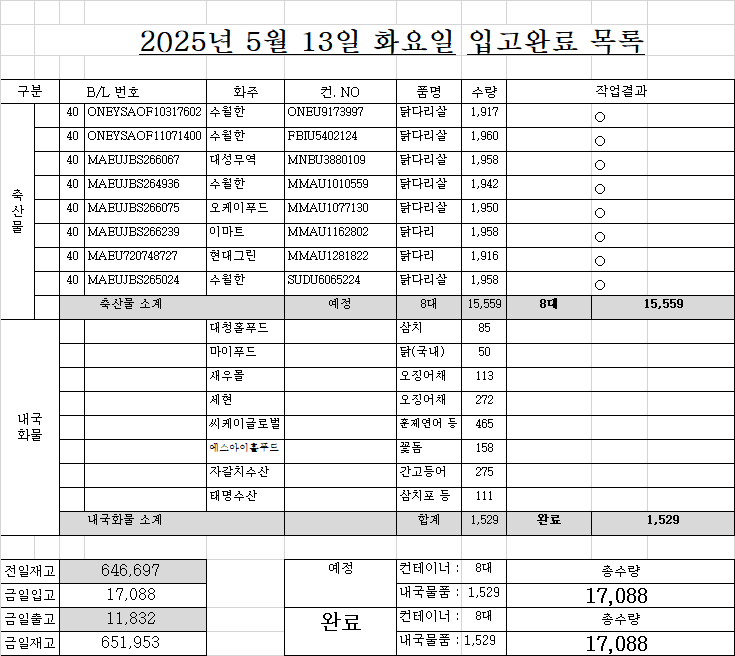 2025년 5월 13일 화요일 입고완료 목록
구분 B/L 번호 화주 컨. NO 품명 수량 작업결과
축산물
40 ONEYSAOF10317602 수월한 ONEU9173997 닭다리살 1,917 ○
40 ONEYSAOF11071400 수월한 FBIU5402124 닭다리살 1,960 ○
40 MAEUJBS266067 대성무역 MNBU3880109 닭다리살 1,958 ○
40 MAEUJBS264936 수월한 MMAU1010559 닭다리살 1,942 ○
40 MAEUJBS266075 오케이푸드 MMAU1077130 닭다리살 1,950 ○
40 MAEUJBS266239 이마트 MMAU1162802 닭다리 1,958 ○
40 MAEU720748727 현대그린 MMAU1281822 닭다리 1,916 ○
40 MAEUJBS265024 수월한 SUDU6065224 닭다리살 1,958 ○
축산물 소계 예정 8대 15,559 8대 15,559
내국
화물
대청홀푸드 삼치 85
마이푸드 닭(국내) 50
새우몰 오징어채 113
세현 오징어채 272
씨케이글로벌 훈제연어 등 465
에스아이홀푸드 꽃돔 158
자갈치수산 간고등어 275
태명수산 삼치포 등 111
내국화물 소계 합계 1,529 완료 1,529
전일재고 646,697 예정 컨테이너 : 8대 총수량
금일입고 17,088 내국물품 : 1,529 17,088
금일출고 11,832 완료 컨테이너 : 8대 총수량
금일재고 651,953 내국물품 : 1,529 17,088